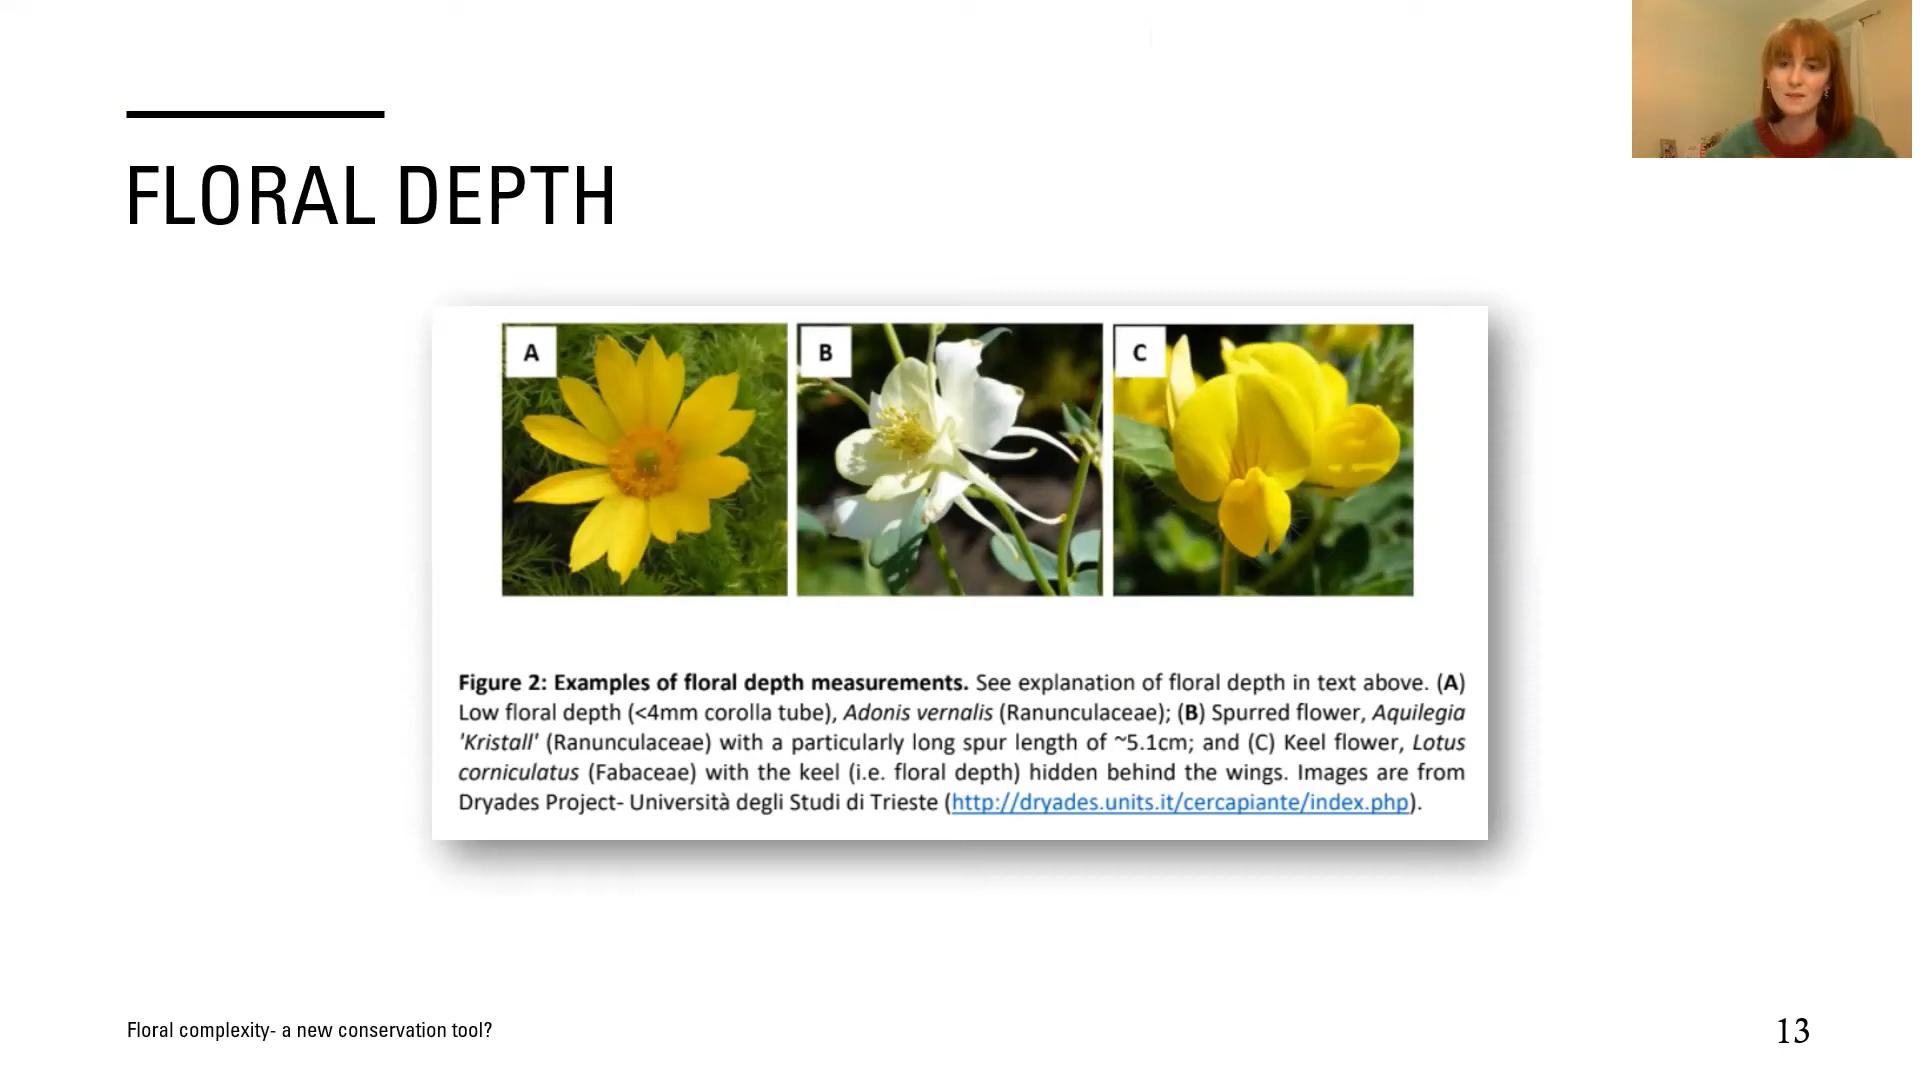 FLORAL DEPTH
A
B
C
Figure 2: Examples of floral depth measurements. See explanation of floral depth in text above. (A)
Low floral depth (<4mm corolla tube), Adonis vernalis (Ranunculaceae); (B) Spurred flower, Aquilegia
'Kristall' (Ranunculaceae) with a particularly long spur length of ~5.1cm; and (C) Keel flower, Lotus
corniculatus (Fabaceae) with the keel (i.e. floral depth) hidden behind the wings. Images are from
Dryades Project- Università degli Studi di Trieste (http://dryades.units.it/cercapiante/index.php).
Floral complexity- a new conservation tool?
13